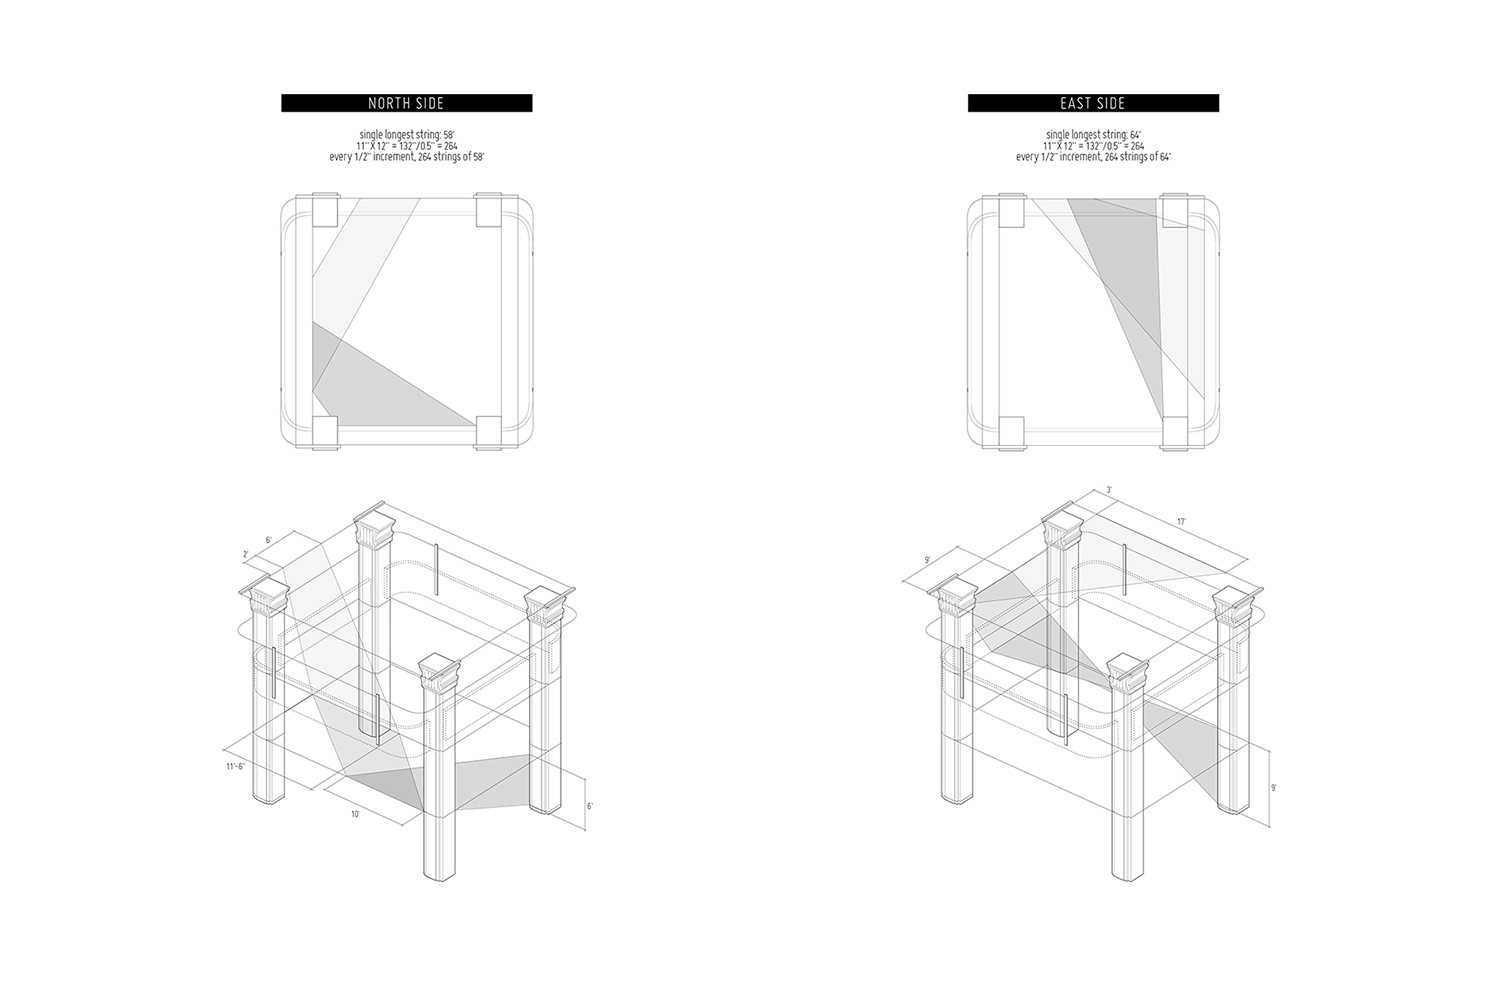 NORTH SIDE
single longest string: 58'
11'' X 12'' = 132''/0.5'' = 264
every 1/2'' increment, 264 strings of 58'
6'
2'
11'-6''
10'
6'
EAST SIDE
single longest string: 64'
11'' X 12'' = 132''/0.5'' = 264
every 1/2'' increment, 264 strings of 64'
3'
17'
9'
9'